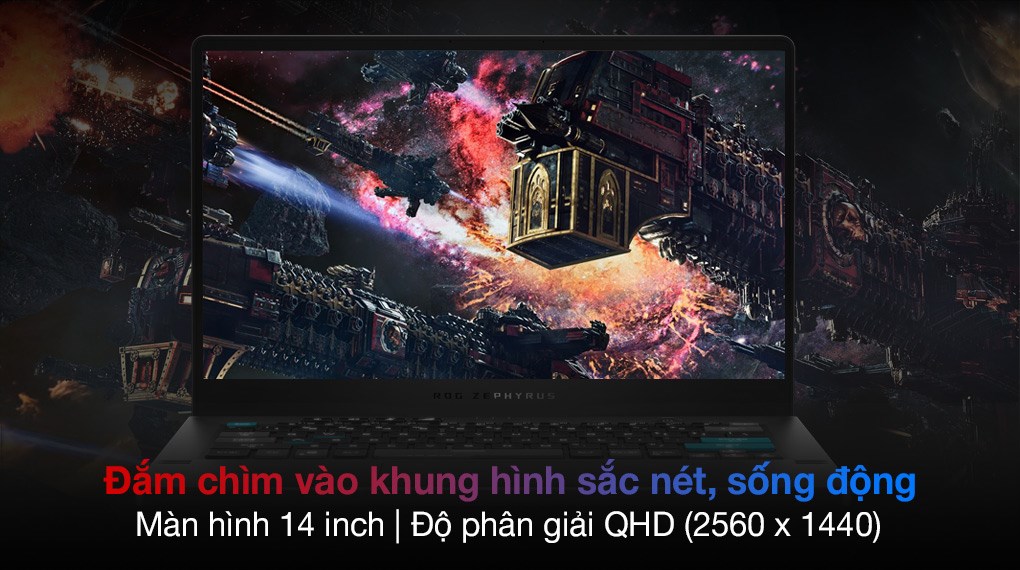 ROG ZEPHYRUS
Đắm chìm vào khung hình sắc nét, sống động
Màn hình 14 inch | Độ phân giải QHD (2560 x 1440)